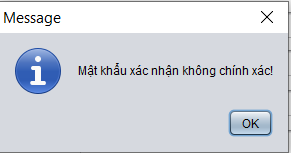 Message
Mật khẩu xác nhận không chính xác!
OK